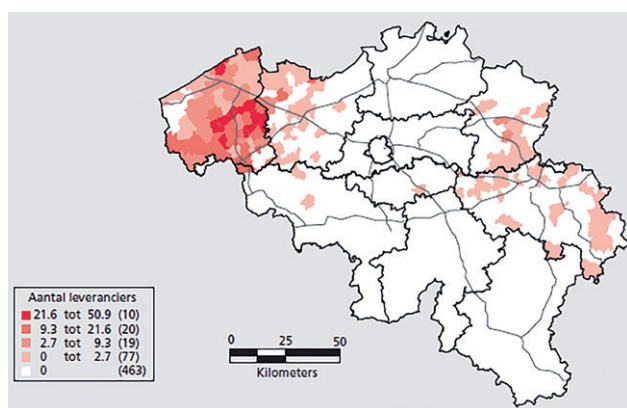 Aantal leveranciers
21.6 tot 50.9 (10)
9.3 tot 21.6 (20)
2.7 tot 9.3 (19)
0 tot 2.7 (77)
0 (463)
0 25 50
Kilometers